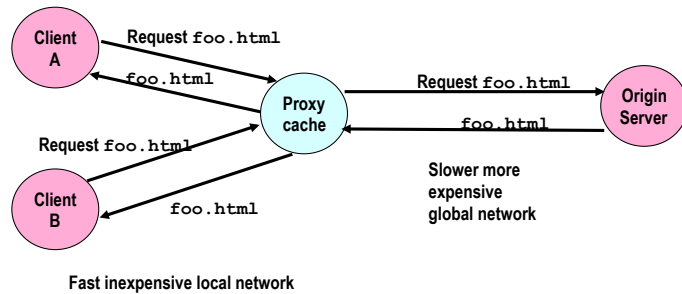 Client
A
Request foo.html
foo.html
Proxy
cache
Request foo.html
foo.html
Origin
Server
Request foo.html
foo.html
Client
B
Slower more
expensive
global network
Fast inexpensive local network